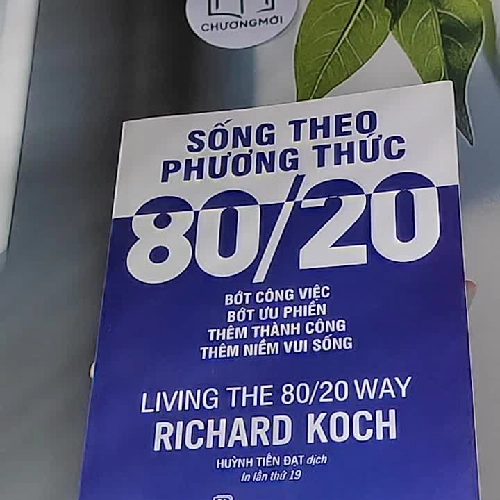 CHƯƠNGMỚI
SỐNG THEO
PHƯƠNG THỨC
80/20
BỚT CÔNG VIỆC
BỚT ƯU PHIỀN
THÊM THÀNH CÔNG
THÊM NIỀM VUI SỐNG
LIVING THE 80/20 WAY
RICHARD KOCH
HUỲNH TIẾN ĐẠT dịch
In lần thứ 19